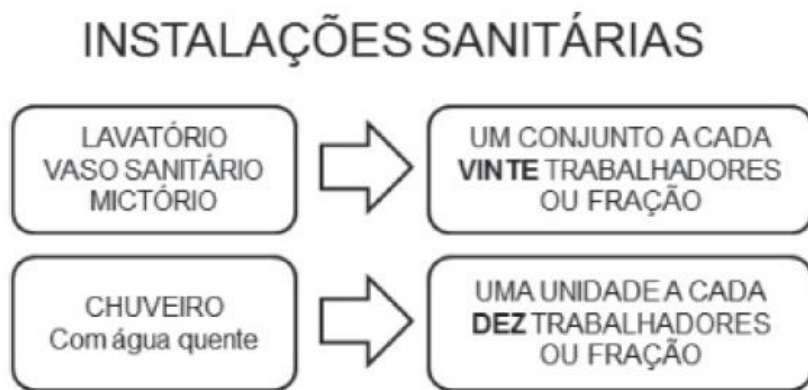 INSTALAÇÕES SANITÁRIAS
LAVATÓRIO
VASO SANITÁRIO
MICTÓRIO
UM CONJUNTO A CADA
VINTE TRABALHADORES
OU FRAÇÃO
CHUVEIRO
Com água quente
UMA UNIDADE A CADA
DEZ TRABALHADORES
OU FRAÇÃO